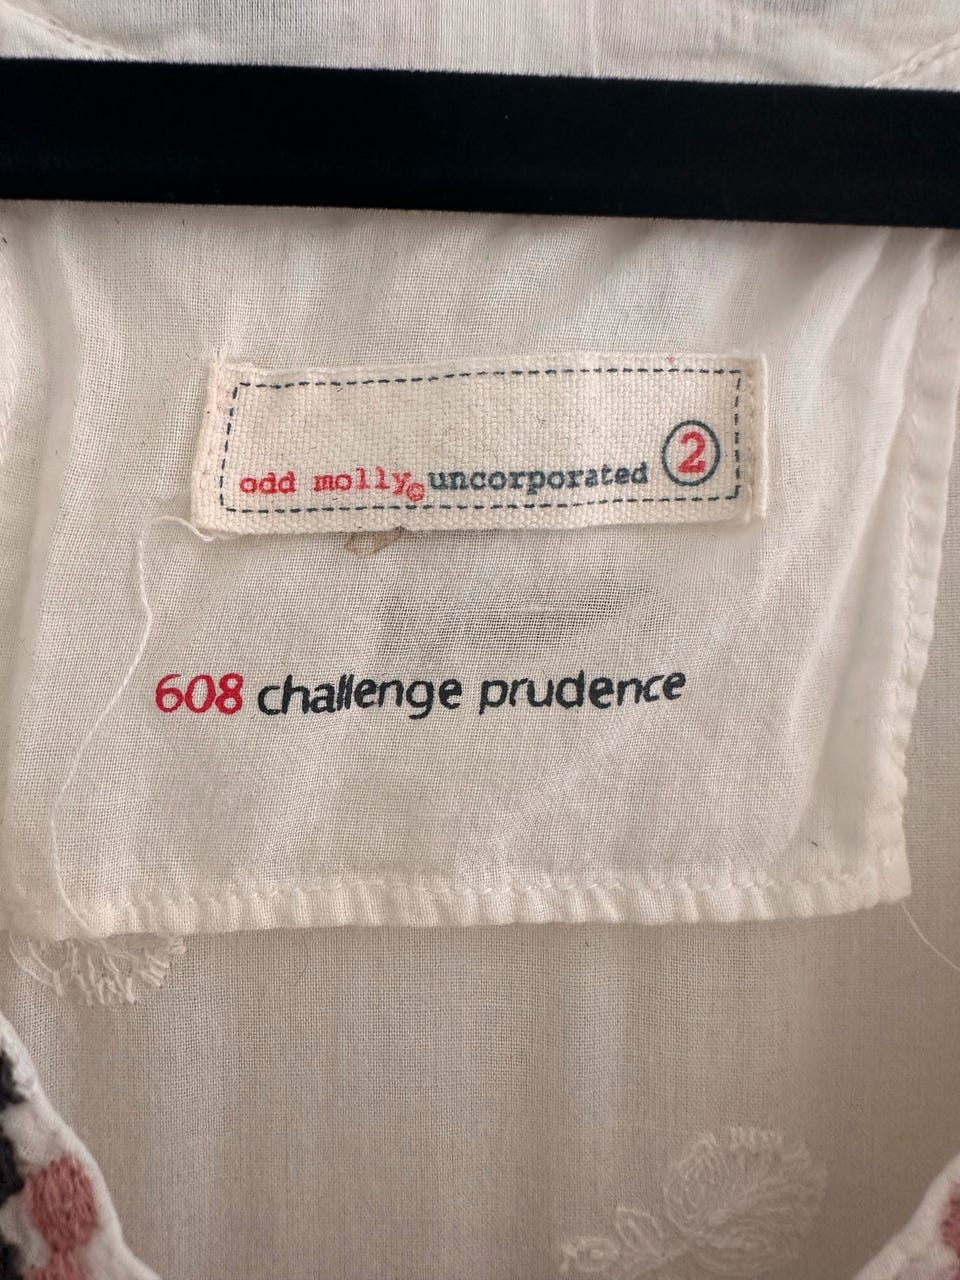 odd molly© uncorporated 2
608 challenge prudence